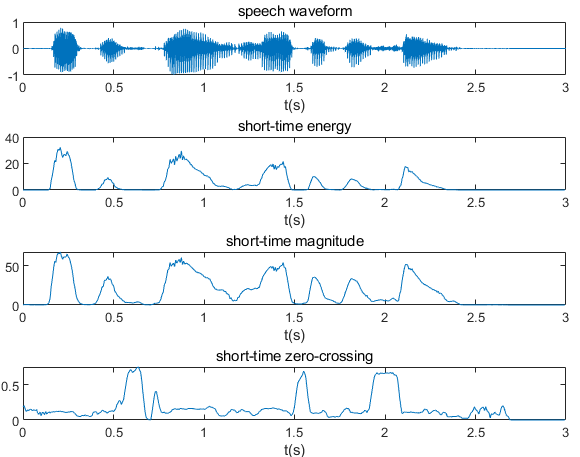 speech waveform
1
0
-1
0 0.5 1 1.5 2 2.5 3
t(s)
short-time energy
40
20
0
0 0.5 1 1.5 2 2.5 3
t(s)
short-time magnitude
50
0
0 0.5 1 1.5 2 2.5 3
t(s)
short-time zero-crossing
0.5
0
0 0.5 1 1.5 2 2.5 3
t(s)